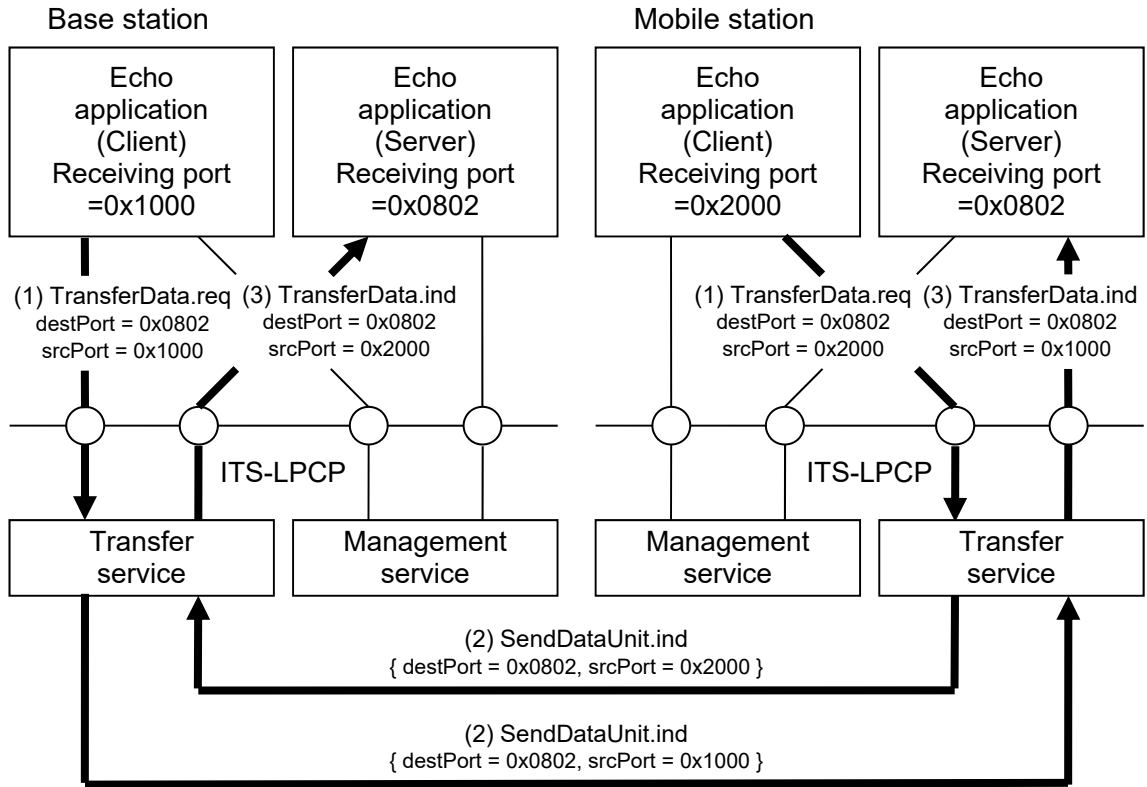 Base station
Mobile station
Echo
application
(Client)
Receiving port
=0x1000
Echo
application
(Server)
Receiving port
=0x0802
Echo
application
(Client)
Receiving port
=0x2000
Echo
application
(Server)
Receiving port
=0x0802
(1) TransferData.req
destPort = 0x0802
srcPort = 0x1000
(3) TransferData.ind
destPort = 0x0802
srcPort = 0x2000
(1) TransferData.req
destPort = 0x0802
srcPort = 0x2000
(3) TransferData.ind
destPort = 0x0802
srcPort = 0x1000
ITS-LPCP
ITS-LPCP
Transfer
service
Management
service
Management
service
Transfer
service
(2) SendDataUnit.ind
{ destPort = 0x0802, srcPort = 0x2000 }
(2) SendDataUnit.ind
{ destPort = 0x0802, srcPort = 0x1000 }